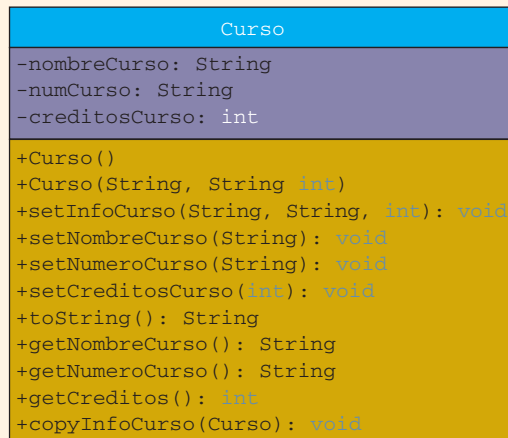 Curso
-nombreCurso: String
-numCurso: String
-creditosCurso: int
+Curso()
+Curso(String, String int)
+setInfoCurso(String, String, int): void
+setNombreCurso(String): void
+setNumeroCurso(String): void
+setCreditosCurso(int): void
+toString(): String
+getNombreCurso(): String
+getNumeroCurso(): String
+getCreditos(): int
+copyInfoCurso(Curso): void